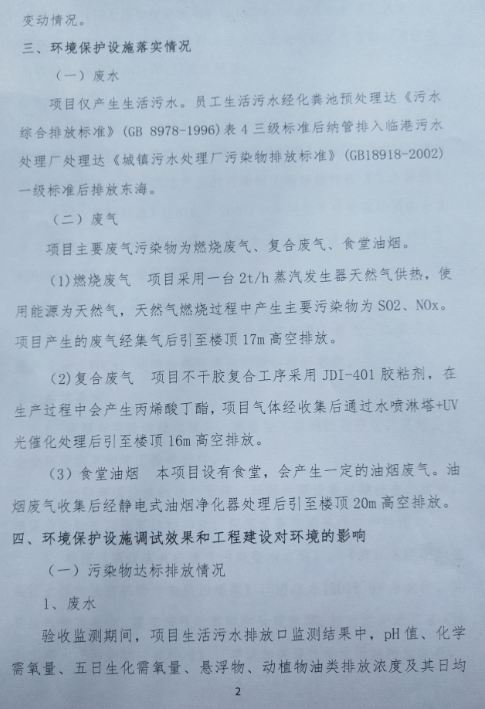 变动情况。
三、环境保护设施落实情况
（一）废水
项目仅产生生活污水。员工生活污水经化粪池预处理达《污水
综合排放标准》(GB 8978-1996)表 4 三级标准后纳管排入临港污水
处理厂处理达《城镇污水处理厂污染物排放标准》(GB18918-2002)
一级标准后排放东海。
（二）废气
项目主要废气污染物为燃烧废气、复合废气、食堂油烟。
(1)燃烧废气 项目采用一台 2t/h 蒸汽发生器天然气供热，使
用能源为天然气，天然气燃烧过程中产生主要污染物为 SO2、NOx。
项目产生的废气经集气后引至楼顶 17m 高空排放。
(2)复合废气 项目不干胶复合工序采用 JDI-401 胶粘剂，在
生产过程中会产生丙烯酸丁酯，项目气体经收集后通过水喷淋塔+UV
光催化处理后引至楼顶 16m 高空排放。
（3）食堂油烟 本项目设有食堂，会产生一定的油烟废气。油
烟废气收集后经静电式油烟净化器处理后引至楼顶 20m 高空排放。
四、环境保护设施调试效果和工程建设对环境的影响
（一）污染物达标排放情况
1、废水
验收监测期间，项目生活污水排放口监测结果中，pH 值、化学
需氧量、五日生化需氧量、悬浮物、动植物油类排放浓度及其日均
2